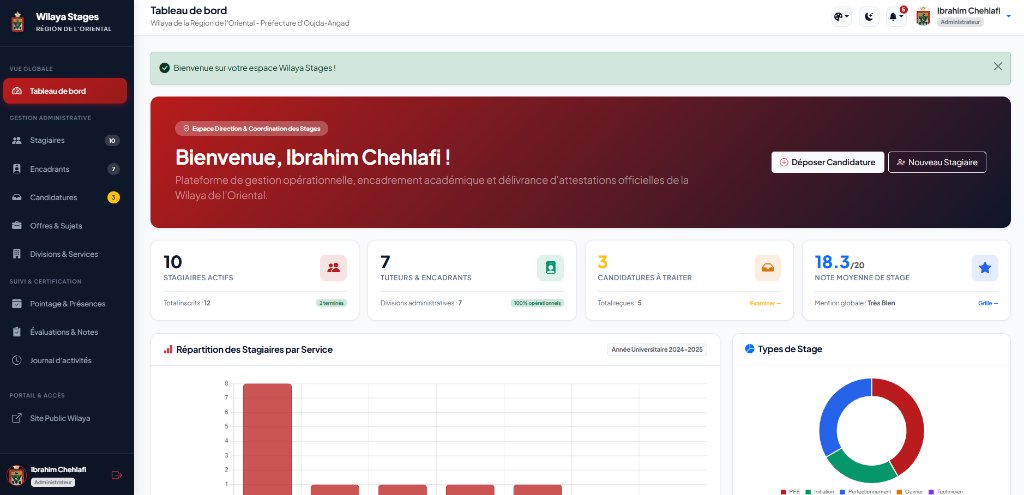 Wilaya Stages
RÉGION DE L'ORIENTAL
VUE GLOBALE
Tableau de bord
GESTION ADMINISTRATIVE
Stagiaires 10
Encadrants 7
Candidatures 3
Offres & Sujets
Divisions & Services
SUIVI & CERTIFICATION
Pointage & Présences
Évaluations & Notes
Journal d'activités
PORTAIL & ACCÈS
Site Public Wilaya
Ibrahim Chehlafi
Administrateur
Tableau de bord
Wilaya de la Région de l'Oriental - Préfecture d'Oujda-Angad
5
Ibrahim Chehlafi
Administrateur
Bienvenue sur votre espace Wilaya Stages !
Espace Direction & Coordination des Stages
Bienvenue, Ibrahim Chehlafi !
Plateforme de gestion opérationnelle, encadrement académique et délivrance d'attestations officielles de la
Wilaya de l'Oriental.
Déposer Candidature
Nouveau Stagiaire
10
STAGIAIRES ACTIFS
Total inscrits : 12
2 terminés
7
TUTEURS & ENCADRANTS
Divisions administratives : 7
100% opérationnels
3
CANDIDATURES À TRAITER
Total reçues : 5
Examiner →
18.3/20
NOTE MOYENNE DE STAGE
Mention globale : Très Bien
Grille →
Répartition des Stagiaires par Service
Année Universitaire 2024-2025
8
7
6
5
4
3
2
1
Types de Stage
PFE Initiation Perfectionnement Ouvrier Technicien